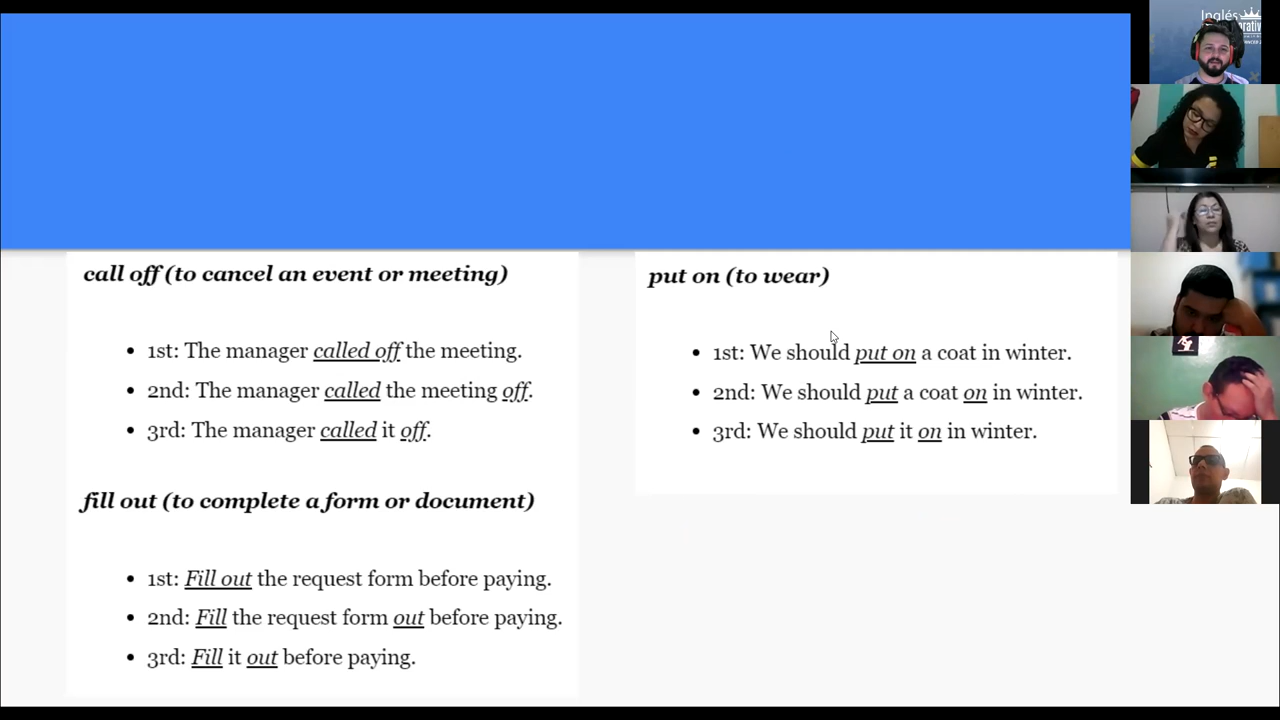 call off (to cancel an event or meeting)
• 1st: The manager called off the meeting.
• 2nd: The manager called the meeting off.
• 3rd: The manager called it off.
fill out (to complete a form or document)
• 1st: Fill out the request form before paying.
• 2nd: Fill the request form out before paying.
• 3rd: Fill it out before paying.
put on (to wear)
• 1st: We should put on a coat in winter.
• 2nd: We should put a coat on in winter.
• 3rd: We should put it on in winter.
Inglés